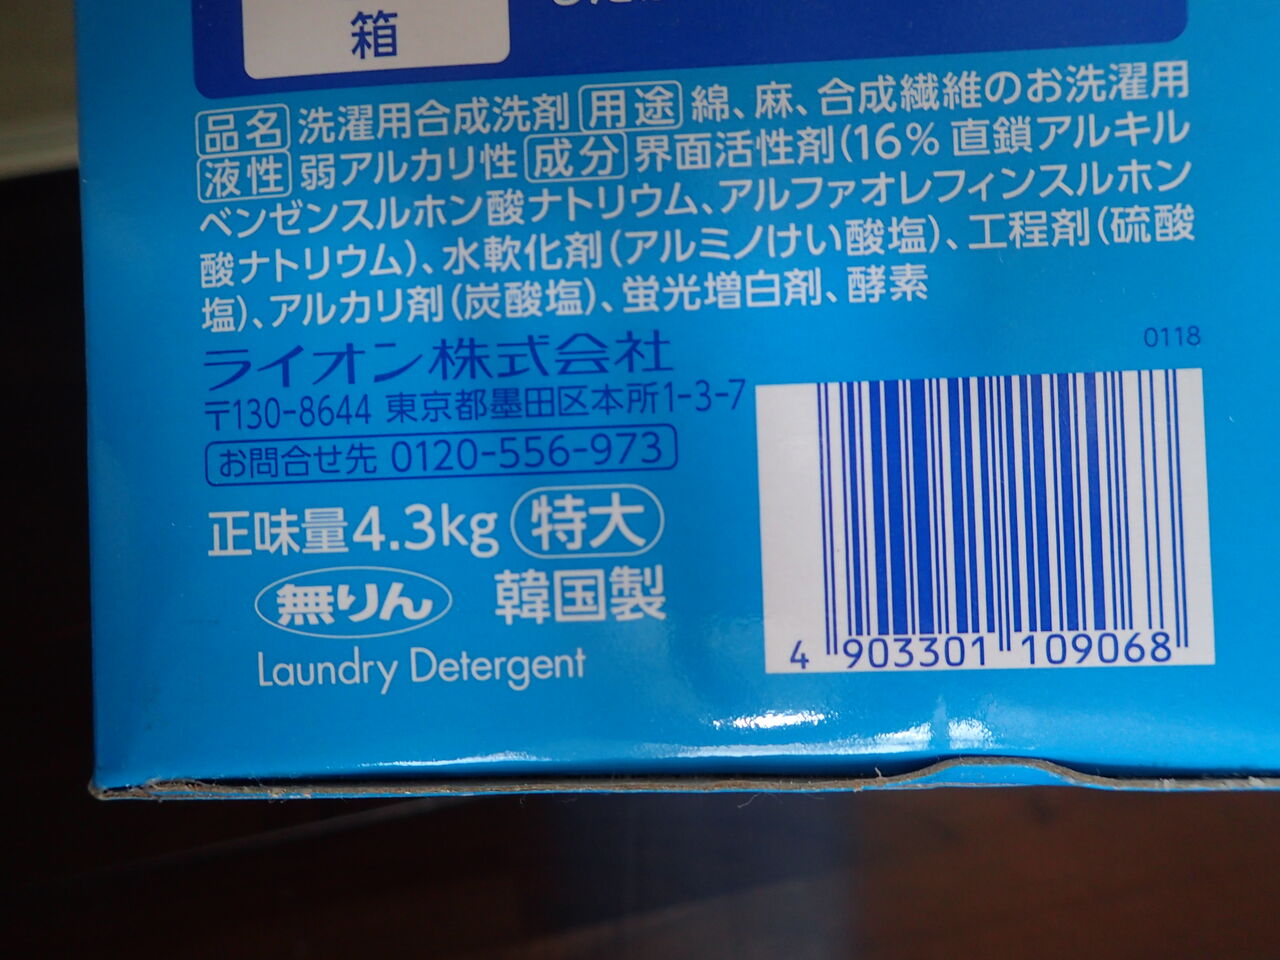 箱
品名 洗濯用合成洗剤 用途 綿、麻、合成繊維のお洗濯用
液性 弱アルカリ性 成分 界面活性剤(16% 直鎖アルキル
ベンゼンスルホン酸ナトリウム、アルファオレフィンスルホン
酸ナトリウム)、水軟化剤(アルミノけい酸塩)、工程剤(硫酸
塩)、アルカリ剤(炭酸塩)、蛍光増白剤、酵素
0118
ライオン株式会社
〒130-8644 東京都墨田区本所1-3-7
お問合せ先 0120-556-973
正味量4.3kg 特大
無りん 韓国製
Laundry Detergent
4 903301 109068